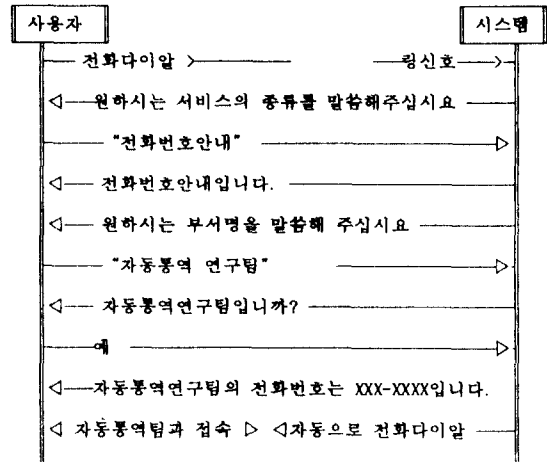 사용자 시스템
전화다이알 링신호
원하시는 서비스의 종류를 말씀해주십시요
"전화번호안내"
전화번호안내입니다.
원하시는 부서명을 말씀해 주십시요
"자동통역 연구팀"
자동통역연구팀입니까?
예
자동통역연구팀의 전화번호는 XXX-XXXX입니다.
자동통역팀과 접속 자동으로 전화다이알